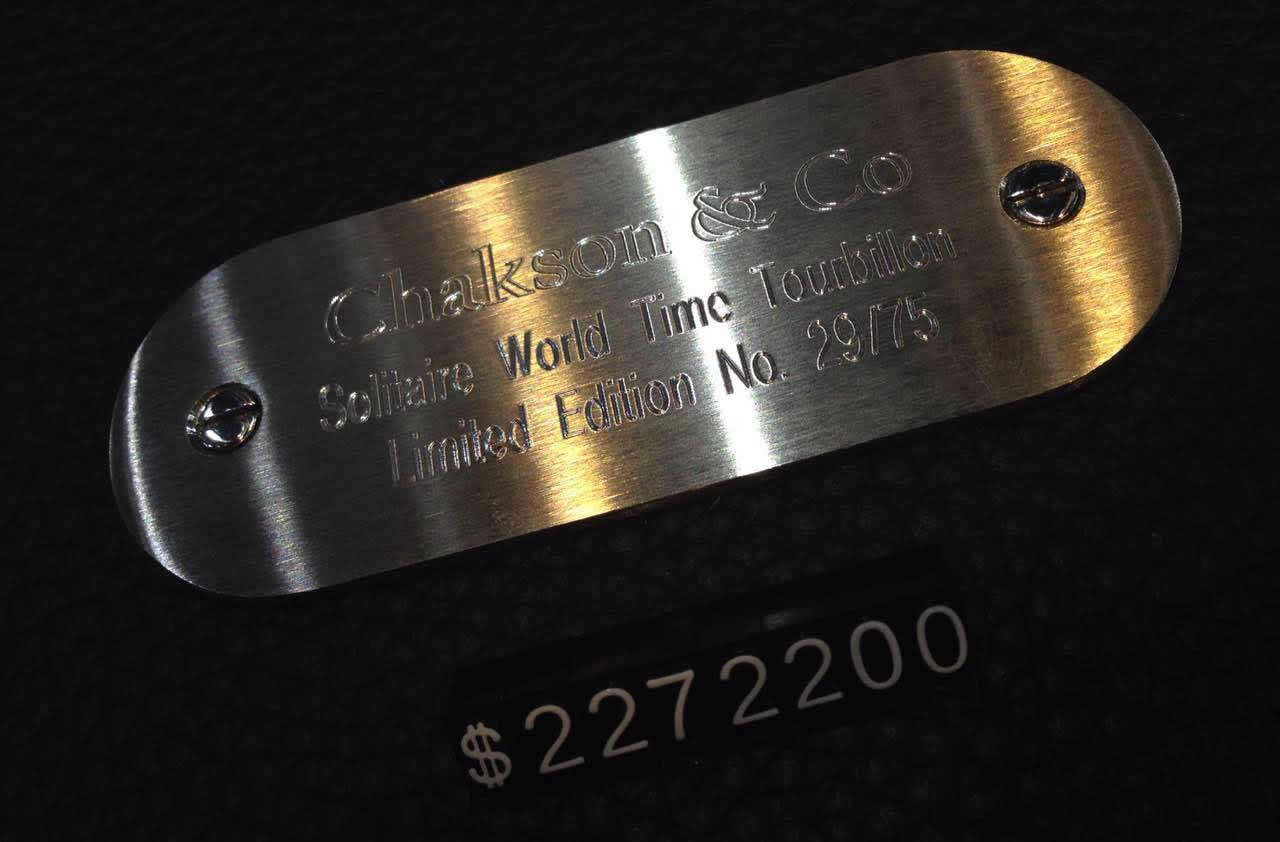 Chakson & Co
Solitaire World Time Tourbillon
Limited Edition No. 29/75
$2272200